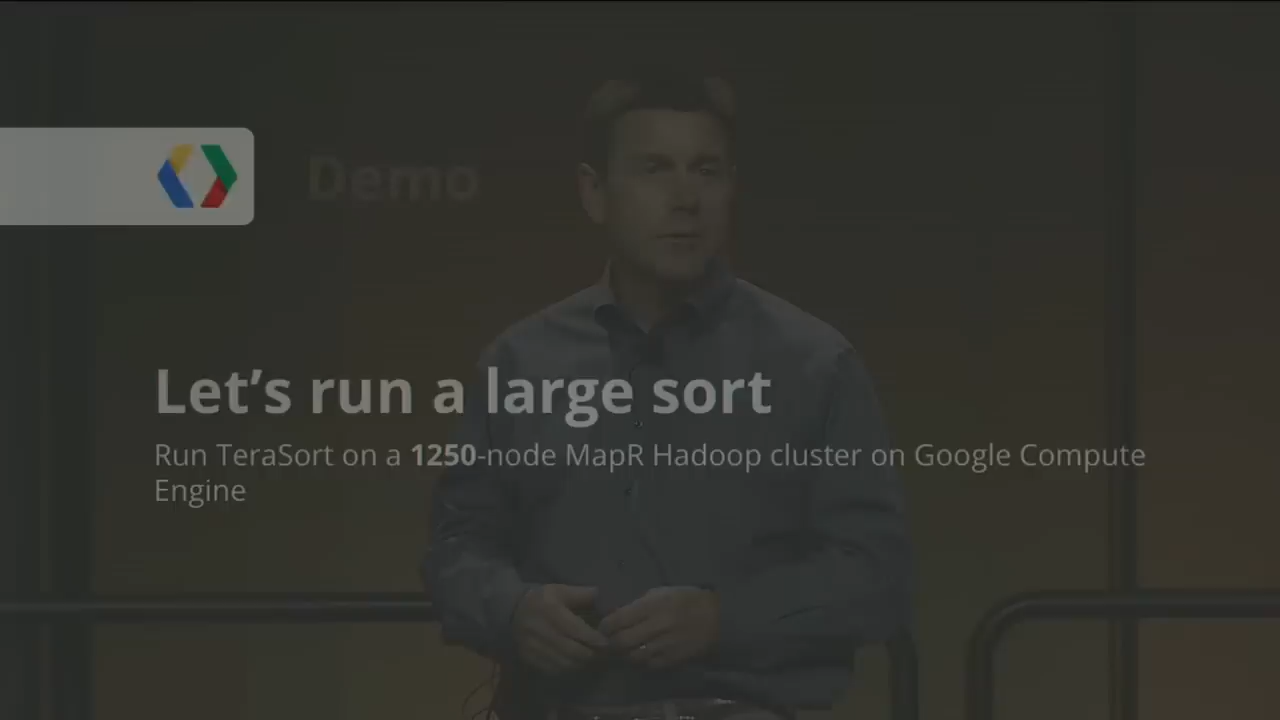 Demo
Let’s run a large sort
Run TeraSort on a 1250-node MapR Hadoop cluster on Google Compute
Engine